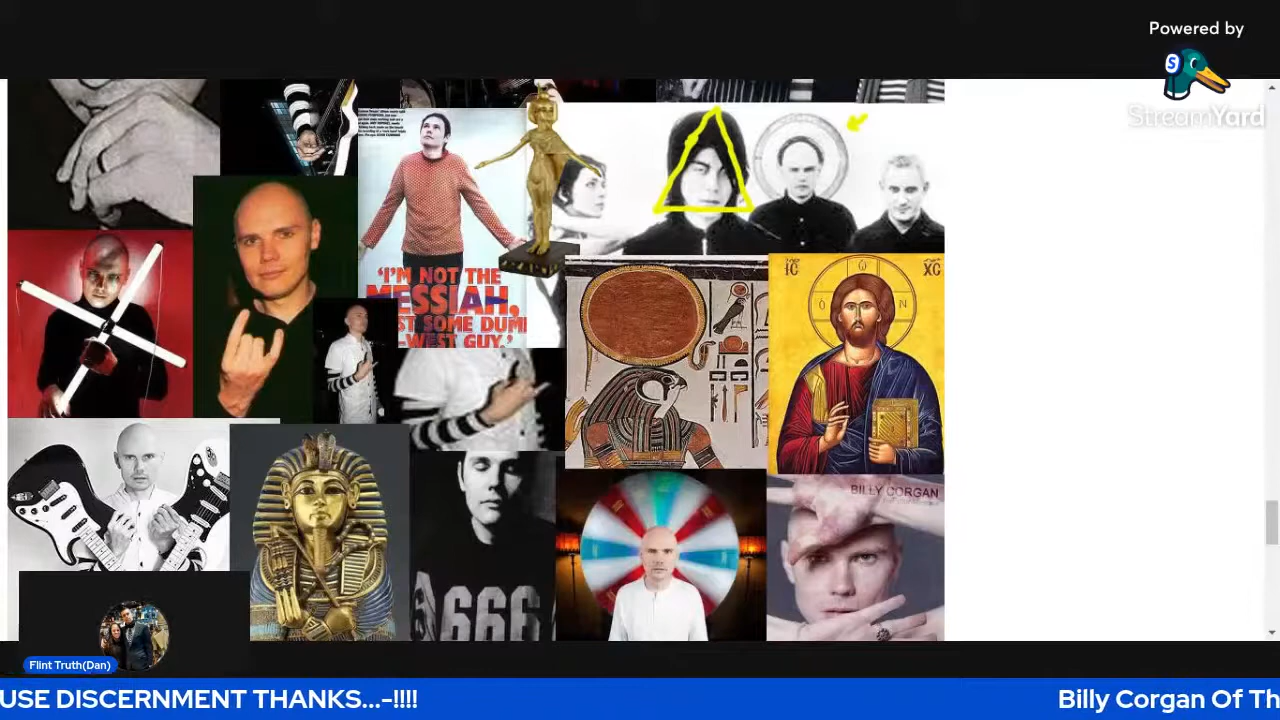 Powered by
S
StreamYard
'I'M NOT THE
MESSIAH,
ST SOME DUM
-WEST GUY.'
IC
XC
Ο
Ω
Ν
BILLY CORGAN
666
Flint Truth(Dan)
USE DISCERNMENT THANKS...-!!!!
Billy Corgan Of Th